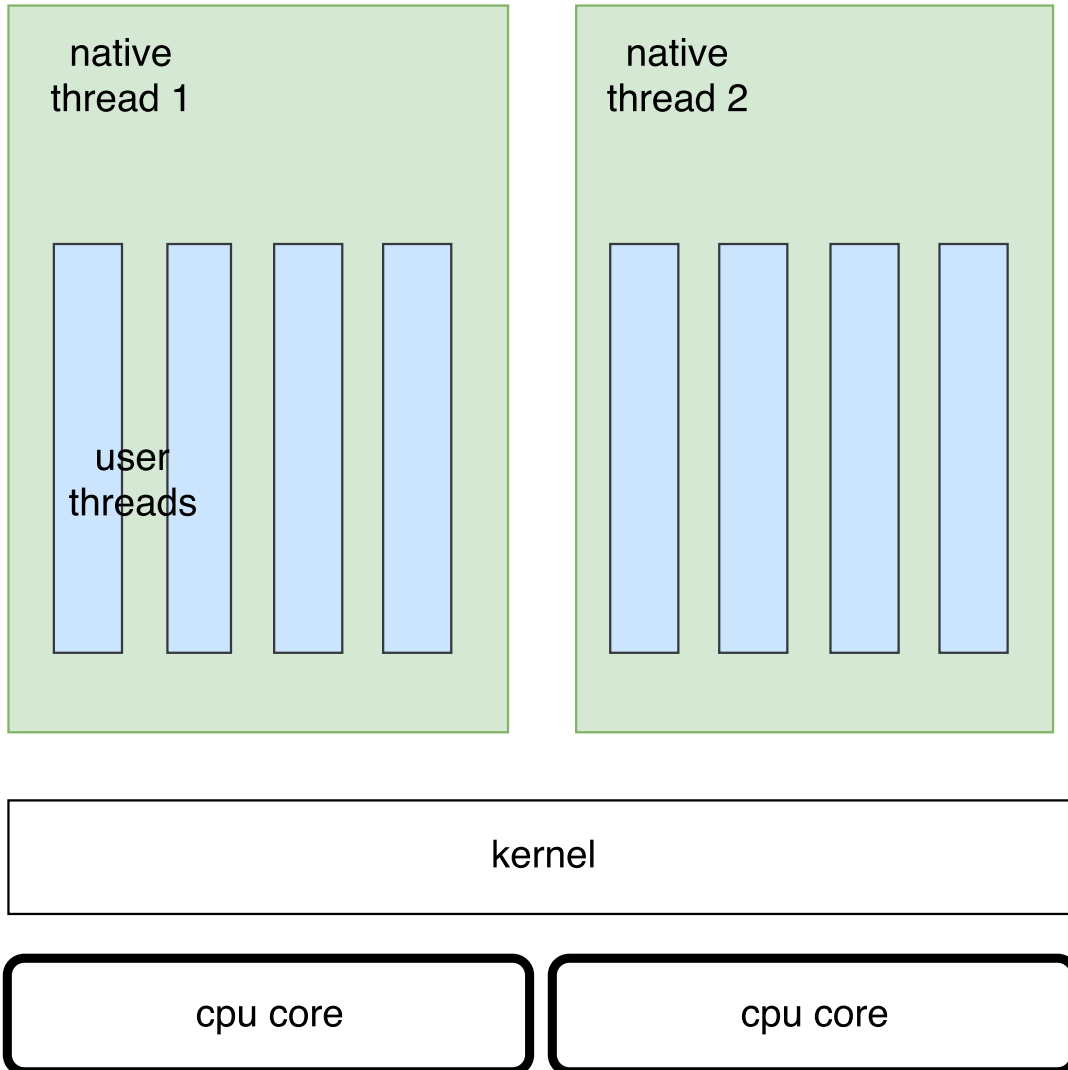 native
thread 1
native
thread 2
user
threads
kernel
cpu core
cpu core